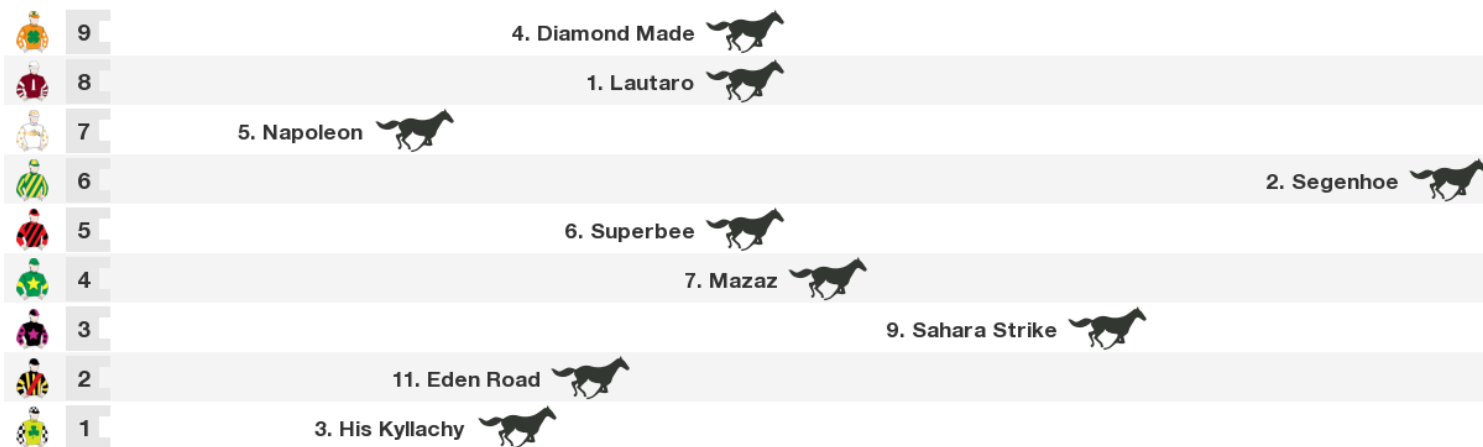 9 4. Diamond Made
8 1. Lautaro
7 5. Napoleon
6 2. Segenhoe
5 6. Superbee
4 7. Mazaz
3 9. Sahara Strike
2 11. Eden Road
1 3. His Kyllachy